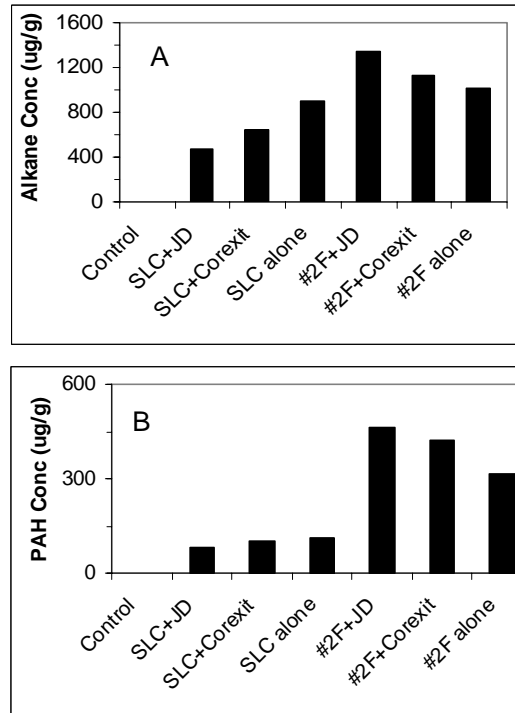 A
Alkane Conc (ug/g)
1600
1200
800
400
0
Control
SLC+JD
SLC+Corexit
SLC alone
#2F+JD
#2F+Corexit
#2F alone
B
PAH Conc (ug/g)
600
300
0
Control
SLC+JD
SLC+Corexit
SLC alone
#2F+JD
#2F+Corexit
#2F alone